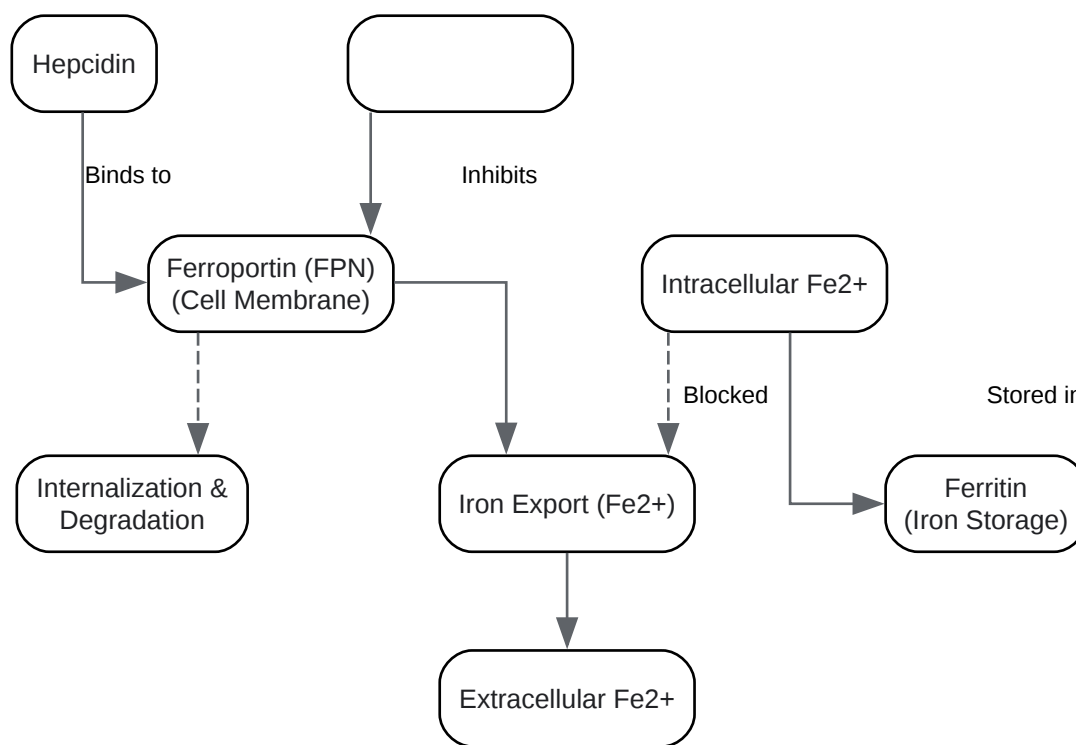 Hepcidin
Binds to
Inhibits
Ferroportin (FPN)
(Cell Membrane)
Intracellular Fe2+
Blocked
Stored in
Internalization &
Degradation
Iron Export (Fe2+)
Ferritin
(Iron Storage)
Extracellular Fe2+